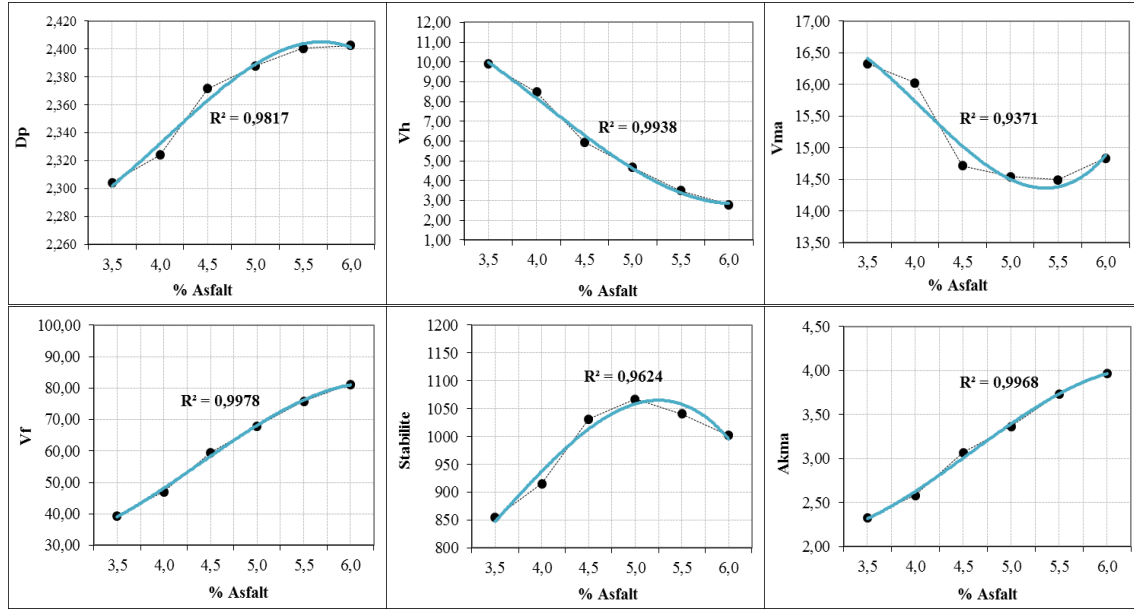 2,420
2,400
2,380
2,360
2,340
2,320
2,300
2,280
2,260
Dp
R² = 0,9817
3,5 4,0 4,5 5,0 5,5 6,0
% Asfalt
12,00
11,00
10,00
9,00
8,00
7,00
6,00
5,00
4,00
3,00
2,00
1,00
Vh
R² = 0,9938
3,5 4,0 4,5 5,0 5,5 6,0
% Asfalt
17,00
16,50
16,00
15,50
15,00
14,50
14,00
13,50
Vma
R² = 0,9371
3,5 4,0 4,5 5,0 5,5 6,0
% Asfalt
100,00
90,00
80,00
70,00
60,00
50,00
40,00
30,00
Vf
R² = 0,9978
3,5 4,0 4,5 5,0 5,5 6,0
% Asfalt
1200
1150
1100
1050
1000
950
900
850
800
Stabilite
R² = 0,9624
3,5 4,0 4,5 5,0 5,5 6,0
% Asfalt
4,50
4,00
3,50
3,00
2,50
2,00
Akma
R² = 0,9968
3,5 4,0 4,5 5,0 5,5 6,0
% Asfalt